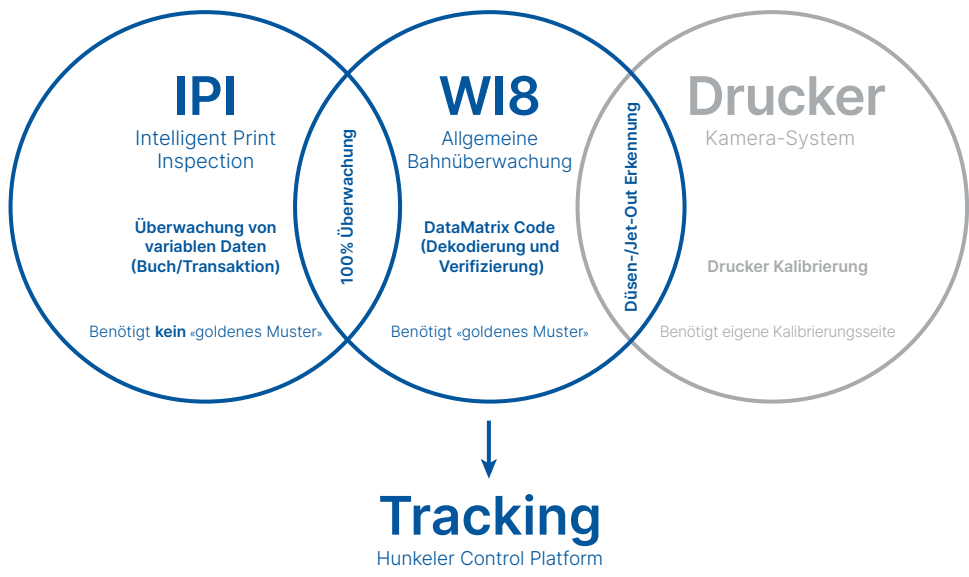 IPI
Intelligent Print
Inspection
Überwachung von
variablen Daten
(Buch/Transaktion)
Benötigt kein «goldenes Muster»
100% Überwachung
WI8
Allgemeine
Bahnüberwachung
DataMatrix Code
(Dekodierung und
Verifizierung)
Benötigt «goldenes Muster»
Düsen-/Jet-Out Erkennung
Drucker
Kamera-System
Drucker Kalibrierung
Benötigt eigene Kalibrierungsseite
Tracking
Hunkeler Control Platform